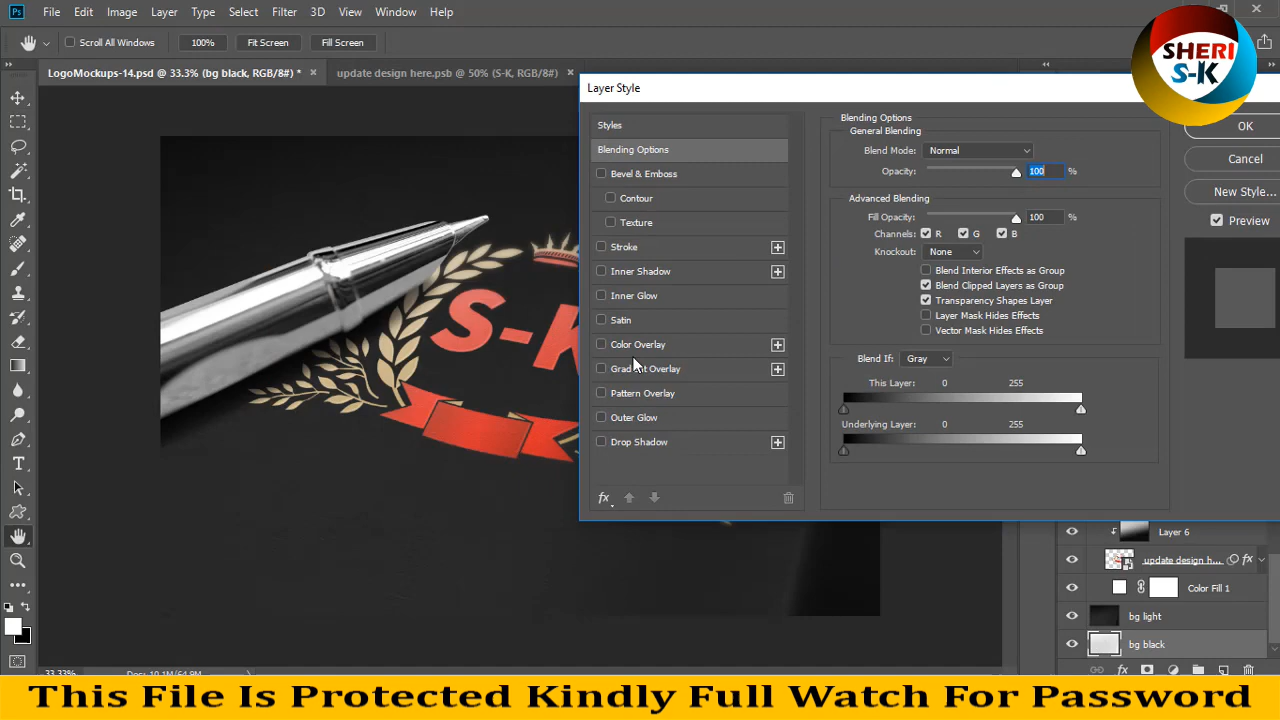 Ps File Edit Image Layer Type Select Filter 3D View Window Help
Scroll All Windows 100% Fit Screen Fill Screen
SHERI
S-K
LogoMockups-14.psd @ 33.3% (bg black, RGB/8#) * × update design here.psb @ 50% (S-K, RGB/8#) ×
Layer Style
Styles
Blending Options
Bevel & Emboss
Contour
Texture
Stroke
Inner Shadow
Inner Glow
Satin
Color Overlay
Pattern Overlay
Outer Glow
Drop Shadow
fx
Blending Options
General Blending
Blend Mode: Normal
Opacity: 100 %
Advanced Blending
Fill Opacity: 100 %
Channels: R G B
Knockout: None
Blend Interior Effects as Group
Blend Clipped Layers as Group
Transparency Shapes Layer
Layer Mask Hides Effects
Vector Mask Hides Effects
Blend If: Gray
This Layer: 0 255
Underlying Layer: 0 255
OK
Cancel
New Style...
Preview
S-K
Layer 6
update design h... fx
Color Fill 1
bg light
bg black
fx
33.33%
This File Is Protected Kindly Full Watch For Password